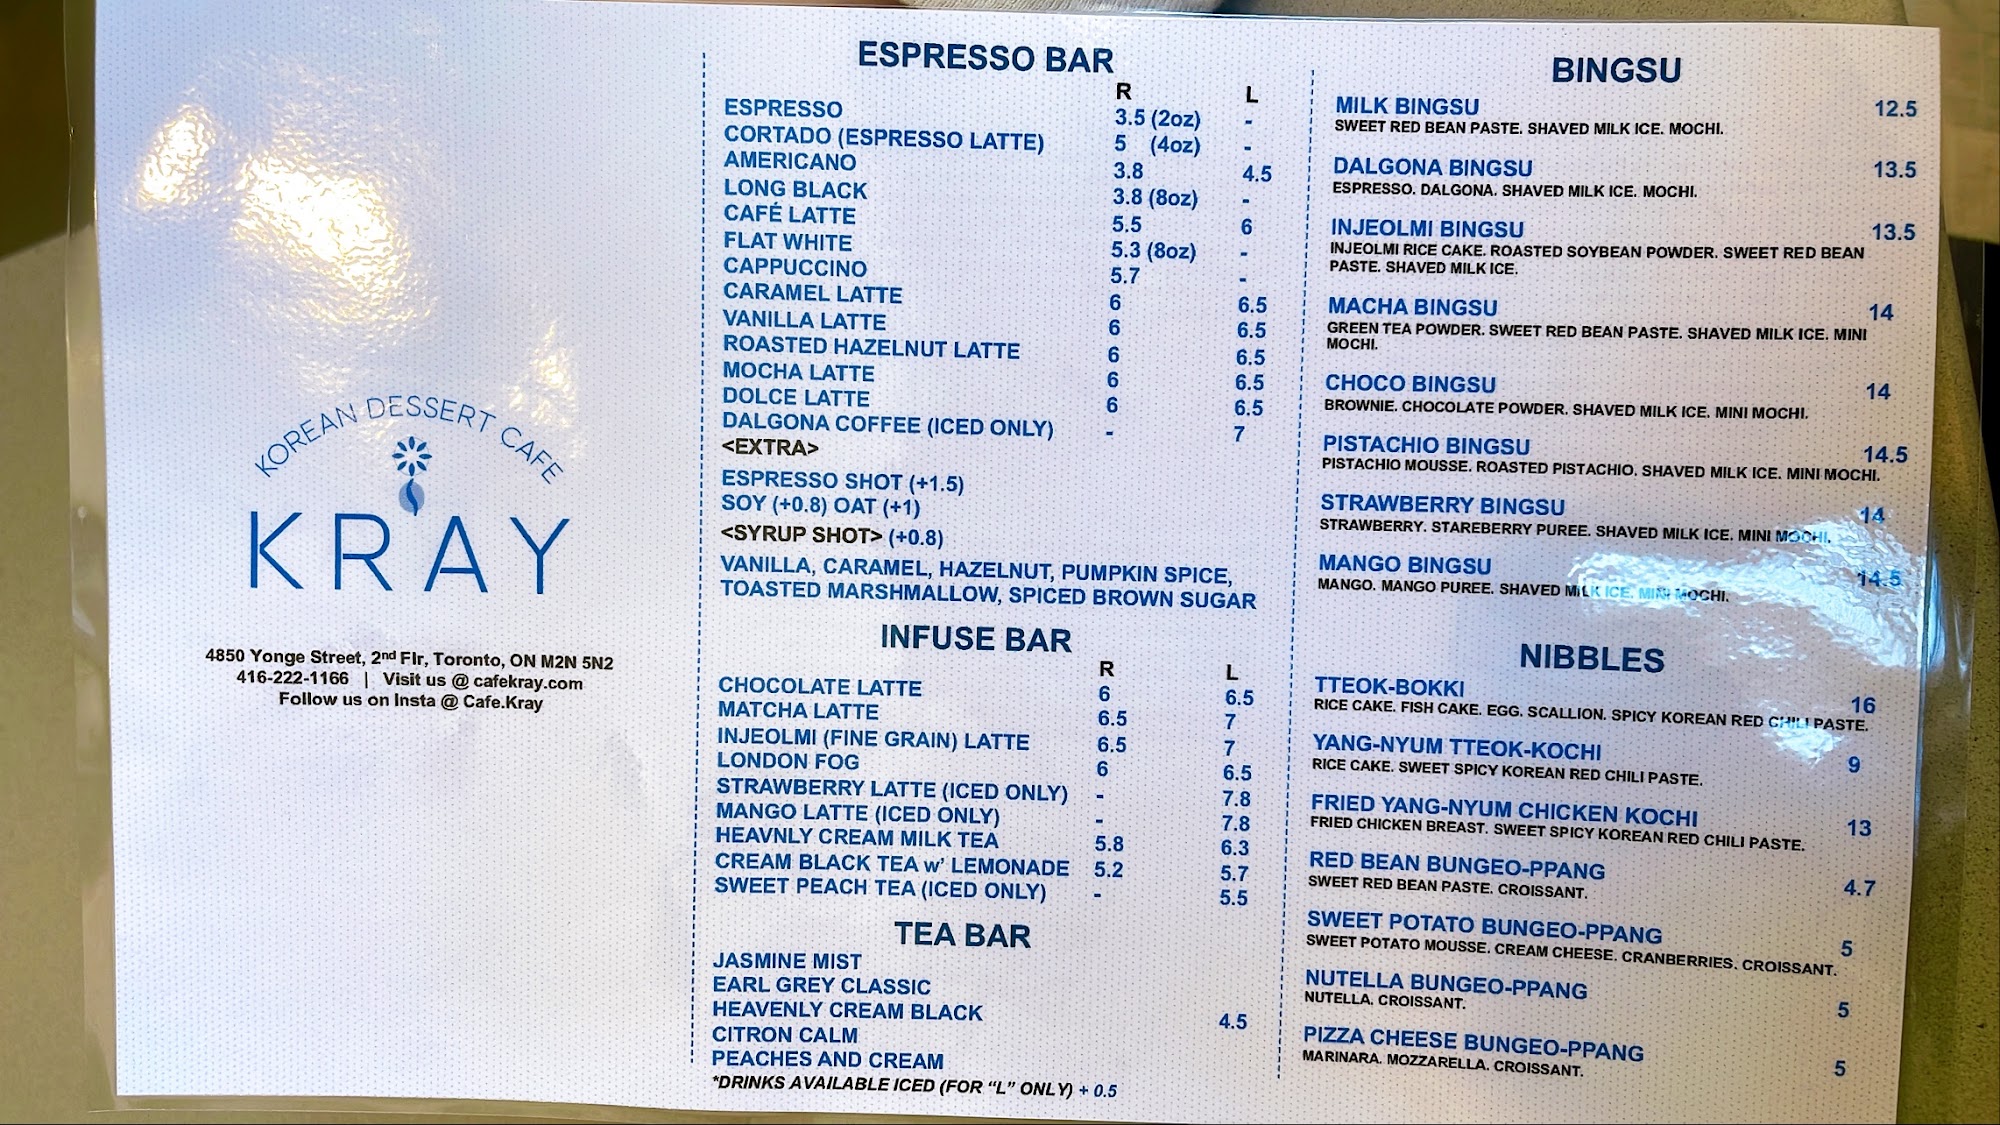 KOREAN DESSERT CAFE
KRAY
4850 Yonge Street, 2nd Flr, Toronto, ON M2N 5N2
416-222-1166 | Visit us @ cafekray.com
Follow us on Insta @ Cafe.Kray
ESPRESSO BAR
R L
ESPRESSO 3.5 (2oz) -
CORTADO (ESPRESSO LATTE) 5 (4oz) -
AMERICANO 3.8 4.5
LONG BLACK 3.8 (8oz) -
CAFÉ LATTE 5.5 6
FLAT WHITE 5.3 (8oz) -
CAPPUCCINO 5.7 -
CARAMEL LATTE 6 6.5
VANILLA LATTE 6 6.5
ROASTED HAZELNUT LATTE 6 6.5
MOCHA LATTE 6 6.5
DOLCE LATTE 6 6.5
DALGONA COFFEE (ICED ONLY) - 7
<EXTRA>
ESPRESSO SHOT (+1.5)
SOY (+0.8) OAT (+1)
<SYRUP SHOT> (+0.8)
VANILLA, CARAMEL, HAZELNUT, PUMPKIN SPICE,
TOASTED MARSHMALLOW, SPICED BROWN SUGAR
INFUSE BAR
R L
CHOCOLATE LATTE 6 6.5
MATCHA LATTE 6.5 7
INJEOLMI (FINE GRAIN) LATTE 6.5 7
LONDON FOG 6 6.5
STRAWBERRY LATTE (ICED ONLY) - 7.8
MANGO LATTE (ICED ONLY) - 7.8
HEAVNLY CREAM MILK TEA 5.8 6.3
CREAM BLACK TEA w' LEMONADE 5.2 5.7
SWEET PEACH TEA (ICED ONLY) - 5.5
TEA BAR
JASMINE MIST
EARL GREY CLASSIC
HEAVENLY CREAM BLACK 4.5
CITRON CALM
PEACHES AND CREAM
*DRINKS AVAILABLE ICED (FOR “L” ONLY) + 0.5
BINGSU
MILK BINGSU 12.5
SWEET RED BEAN PASTE. SHAVED MILK ICE. MOCHI.
DALGONA BINGSU 13.5
ESPRESSO. DALGONA. SHAVED MILK ICE. MOCHI.
INJEOLMI BINGSU 13.5
INJEOLMI RICE CAKE. ROASTED SOYBEAN POWDER. SWEET RED BEAN
PASTE. SHAVED MILK ICE.
MACHA BINGSU 14
GREEN TEA POWDER. SWEET RED BEAN PASTE. SHAVED MILK ICE. MINI
MOCHI.
CHOCO BINGSU 14
BROWNIE. CHOCOLATE POWDER. SHAVED MILK ICE. MINI MOCHI.
PISTACHIO BINGSU 14.5
PISTACHIO MOUSSE. ROASTED PISTACHIO. SHAVED MILK ICE. MINI MOCHI.
STRAWBERRY BINGSU 14
STRAWBERRY. STAREBERRY PUREE. SHAVED MILK ICE. MINI MOCHI.
MANGO BINGSU 14.5
MANGO. MANGO PUREE. SHAVED MILK ICE. MINI MOCHI.
NIBBLES
TTEOK-BOKKI 16
RICE CAKE. FISH CAKE. EGG. SCALLION. SPICY KOREAN RED CHILI PASTE.
YANG-NYUM TTEOK-KOCHI 9
RICE CAKE. SWEET SPICY KOREAN RED CHILI PASTE.
FRIED YANG-NYUM CHICKEN KOCHI 13
FRIED CHICKEN BREAST. SWEET SPICY KOREAN RED CHILI PASTE.
RED BEAN BUNGEO-PPANG 4.7
SWEET RED BEAN PASTE. CROISSANT.
SWEET POTATO BUNGEO-PPANG 5
SWEET POTATO MOUSSE. CREAM CHEESE. CRANBERRIES. CROISSANT.
NUTELLA BUNGEO-PPANG 5
NUTELLA. CROISSANT.
PIZZA CHEESE BUNGEO-PPANG 5
MARINARA. MOZZARELLA. CROISSANT.